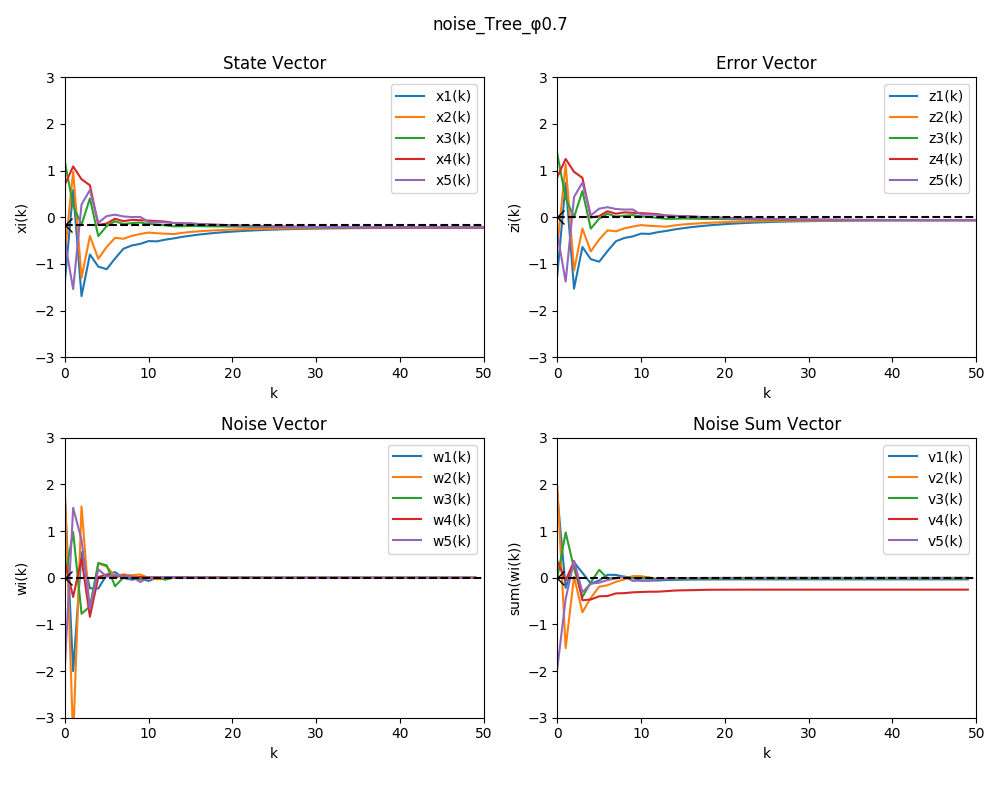 noise_Tree_φ0.7
State Vector
3
2
1
0
−1
−2
−3
xi(k)
0 10 20 30 40 50
k
x1(k)
x2(k)
x3(k)
x4(k)
x5(k)
Error Vector
3
2
1
0
−1
−2
−3
zi(k)
0 10 20 30 40 50
k
z1(k)
z2(k)
z3(k)
z4(k)
z5(k)
Noise Vector
3
2
1
0
−1
−2
−3
wi(k)
0 10 20 30 40 50
k
w1(k)
w2(k)
w3(k)
w4(k)
w5(k)
Noise Sum Vector
3
2
1
0
−1
−2
−3
sum(wi(k))
0 10 20 30 40 50
k
v1(k)
v2(k)
v3(k)
v4(k)
v5(k)